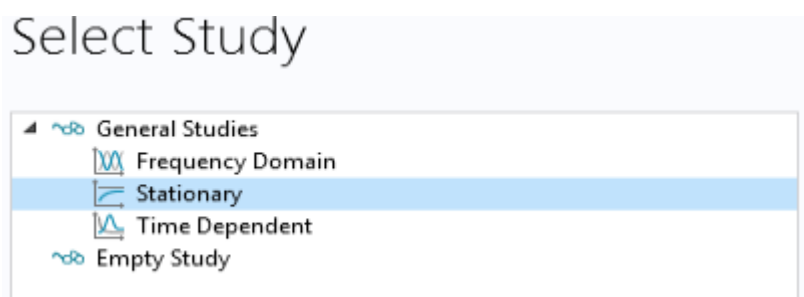 Select Study
General Studies
Frequency Domain
Stationary
Time Dependent
Empty Study